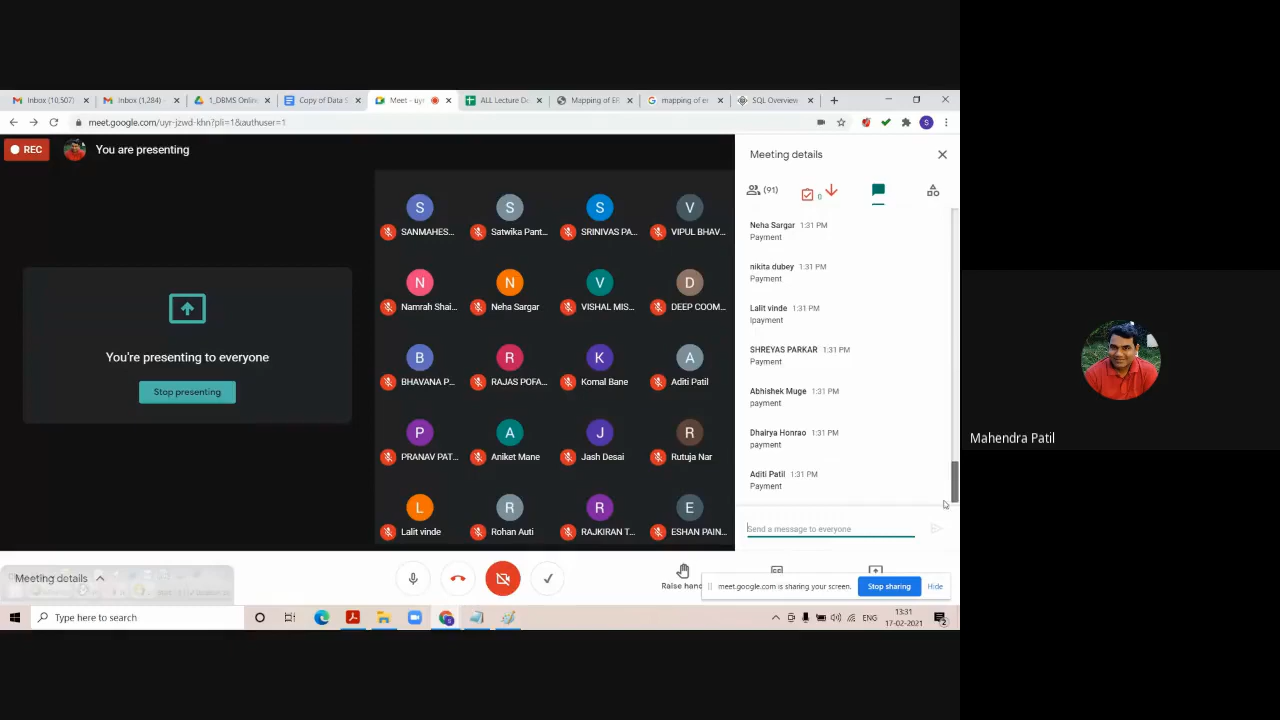 Inbox (10,507)
Inbox (1,284) -
1_DBMS Onlin
Copy of Data S
Meet - uyr
ALL Lecture De
Mapping of ER
mapping of er
SQL Overview
meet.google.com/uyr-jzwd-khn?pli=1&authuser=1
S
REC
You are presenting
Meeting details
(91)
0
You're presenting to everyone
Stop presenting
S
SANMAHES...
S
Satwika Pant...
S
SRINIVAS PA...
V
VIPUL BHAV...
N
Namrah Shai...
N
Neha Sargar
V
VISHAL MIS...
D
DEEP COOM...
B
BHAVANA P...
R
RAJAS POFA...
K
Komal Bane
A
Aditi Patil
P
PRANAV PAT...
A
Aniket Mane
J
Jash Desai
R
Rutuja Nar
L
Lalit vinde
R
Rohan Auti
R
RAJKIRAN T...
E
ESHAN PAIN...
Neha Sargar 1:31 PM
Payment
nikita dubey 1:31 PM
Payment
Lalit vinde 1:31 PM
lpayment
SHREYAS PARKAR 1:31 PM
Payment
Abhishek Muge 1:31 PM
payment
Dhairya Honrao 1:31 PM
payment
Aditi Patil 1:31 PM
Payment
Send a message to everyone
Meeting details
Raise hand
meet.google.com is sharing your screen.
Stop sharing
Hide
Type here to search
ENG
13:31
17-02-2021
2
Mahendra Patil